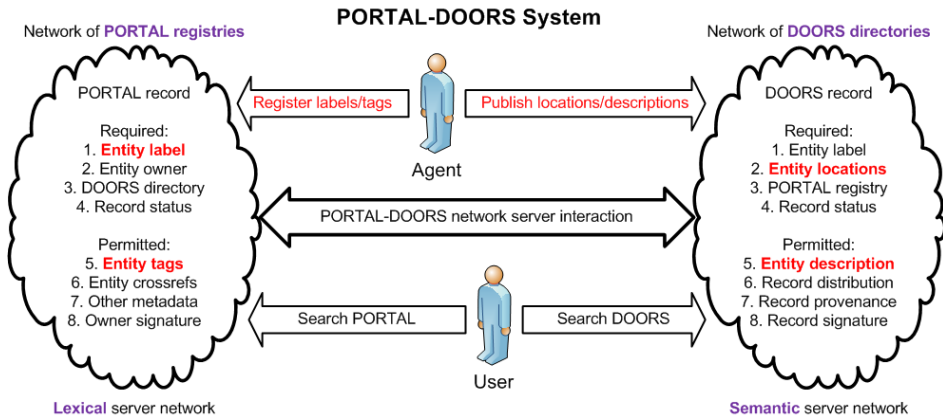 PORTAL-DOORS System
Network of PORTAL registries
PORTAL record
Required:
1. Entity label
2. Entity owner
3. DOORS directory
4. Record status
Permitted:
5. Entity tags
6. Entity crossrefs
7. Other metadata
8. Owner signature
Lexical server network
Register labels/tags
Publish locations/descriptions
Agent
PORTAL-DOORS network server interaction
Search PORTAL
Search DOORS
User
Network of DOORS directories
DOORS record
Required:
1. Entity label
2. Entity locations
3. PORTAL registry
4. Record status
Permitted:
5. Entity description
6. Record distribution
7. Record provenance
8. Record signature
Semantic server network